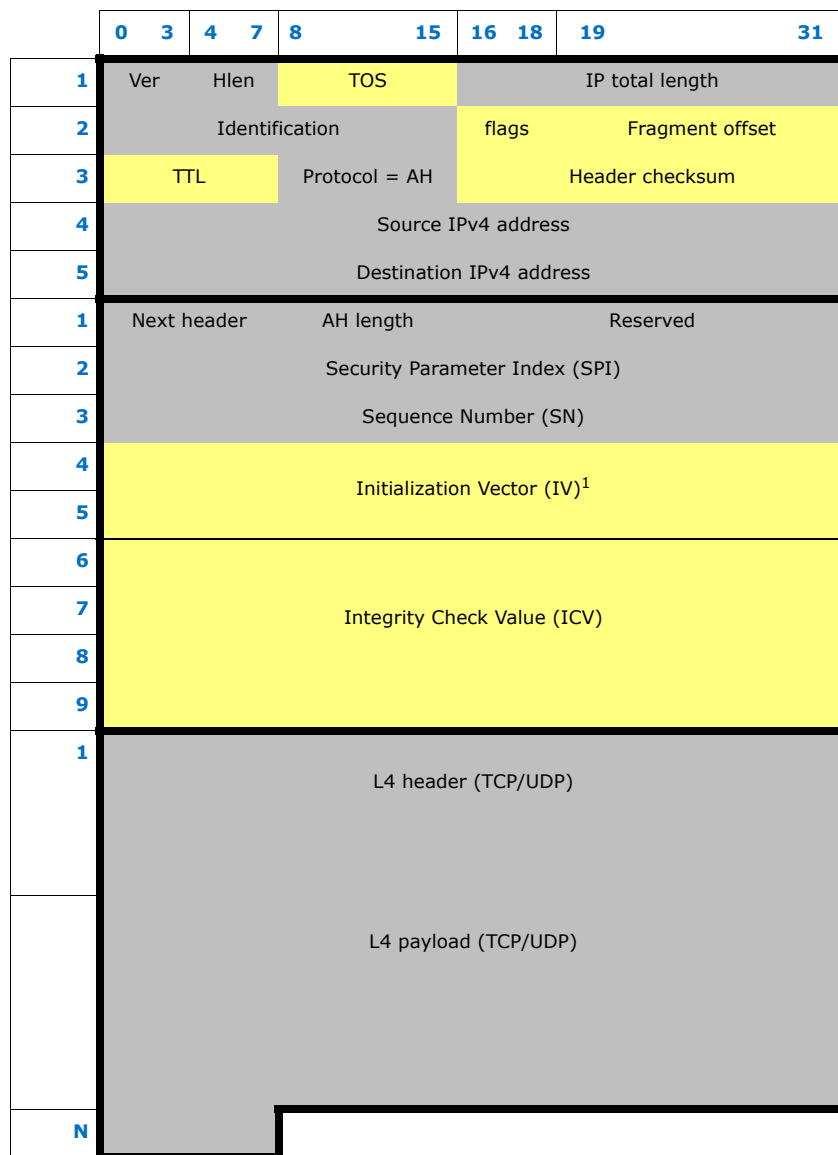 0 3 4 7 8 15 16 18 19 31
1 Ver Hlen TOS IP total length
2 Identification flags Fragment offset
3 TTL Protocol = AH Header checksum
4 Source IPv4 address
5 Destination IPv4 address
1 Next header AH length Reserved
2 Security Parameter Index (SPI)
3 Sequence Number (SN)
4
Initialization Vector (IV)1
5
6
7 Integrity Check Value (ICV)
8
9
1
L4 header (TCP/UDP)
L4 payload (TCP/UDP)
N